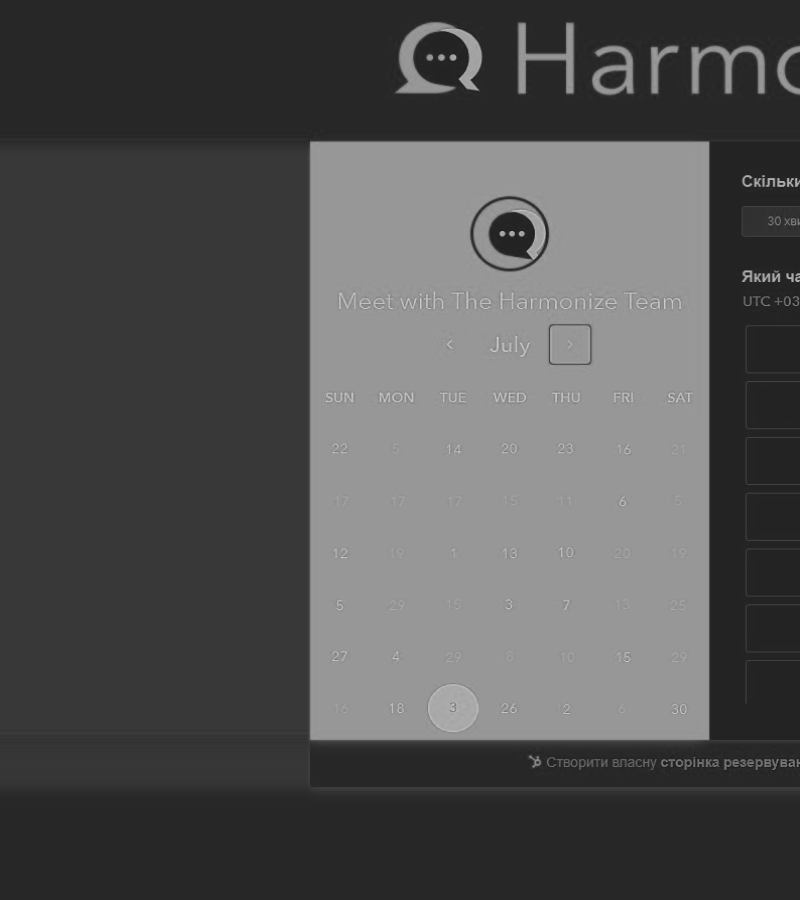 Harmo
Meet with The Harmonize Team
‹ July ›
SUN MON TUE WED THU FRI SAT
22 5 14 20 23 16 21
17 17 17 15 11 6 5
12 19 1 13 10 20 19
5 29 15 3 7 13 25
27 4 29 8 10 15 29
16 18 3 26 2 6 30
Скільки
30 хви
Який ча
UTC +03
Створити власну сторінка резервуван